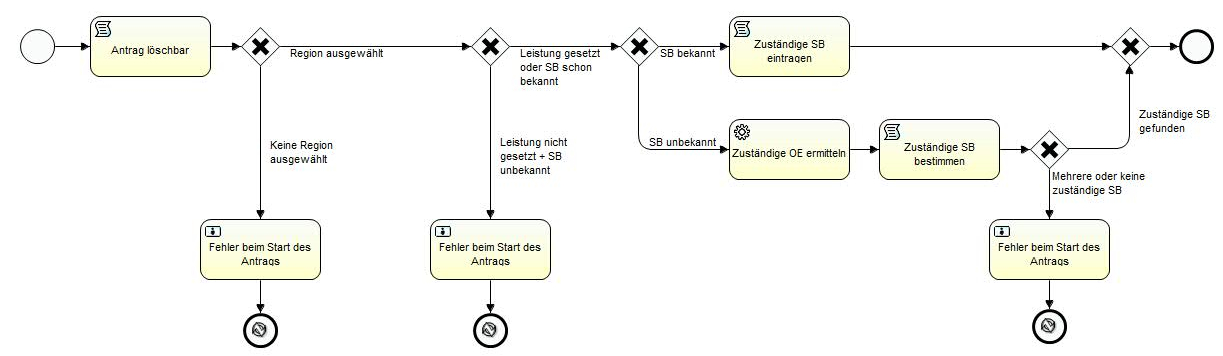 Antrag löschbar
Region ausgewählt
Leistung gesetzt
oder SB schon
bekannt
SB bekannt
Zuständige SB
eintragen
Keine Region
ausgewählt
Leistung nicht
gesetzt + SB
unbekannt
SB unbekannt
Zuständige OE ermitteln
Zuständige SB
bestimmen
Zuständige SB
gefunden
Mehrere oder keine
zuständige SB
Fehler beim Start des
Antrags
Fehler beim Start des
Antrags
Fehler beim Start des
Antrags